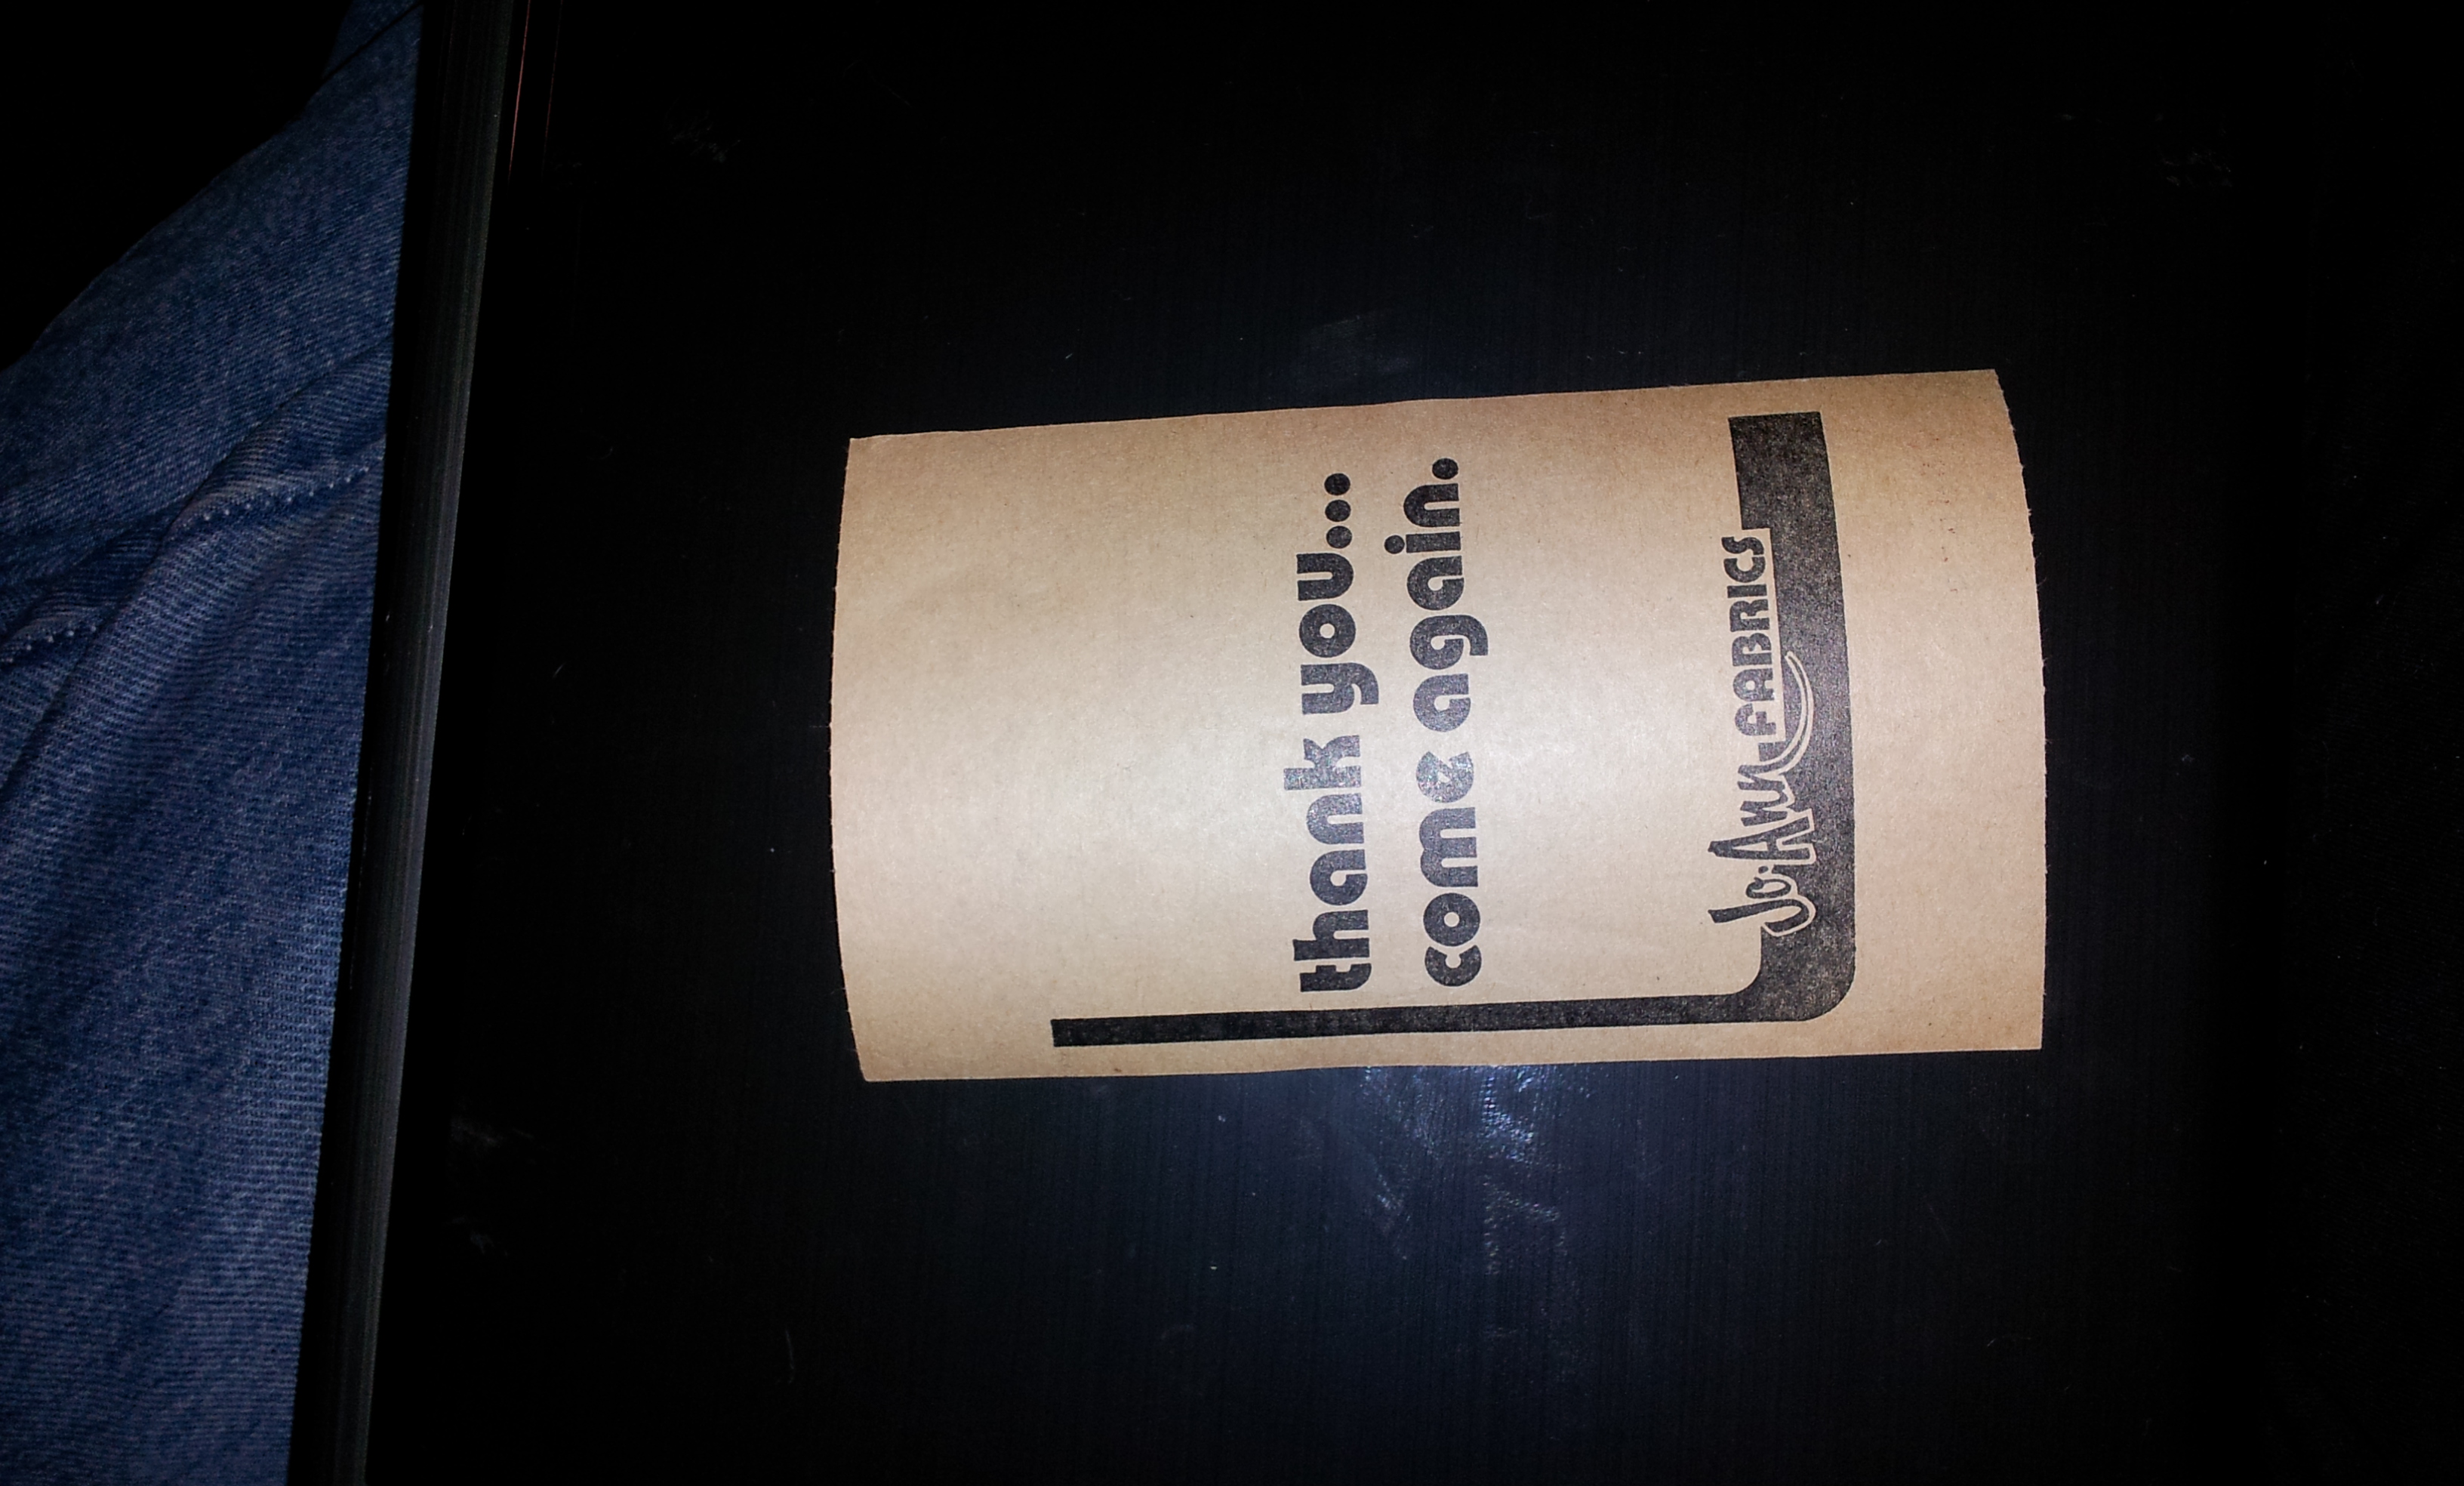 thank you...
come again.
Jo-Ann FABRICS